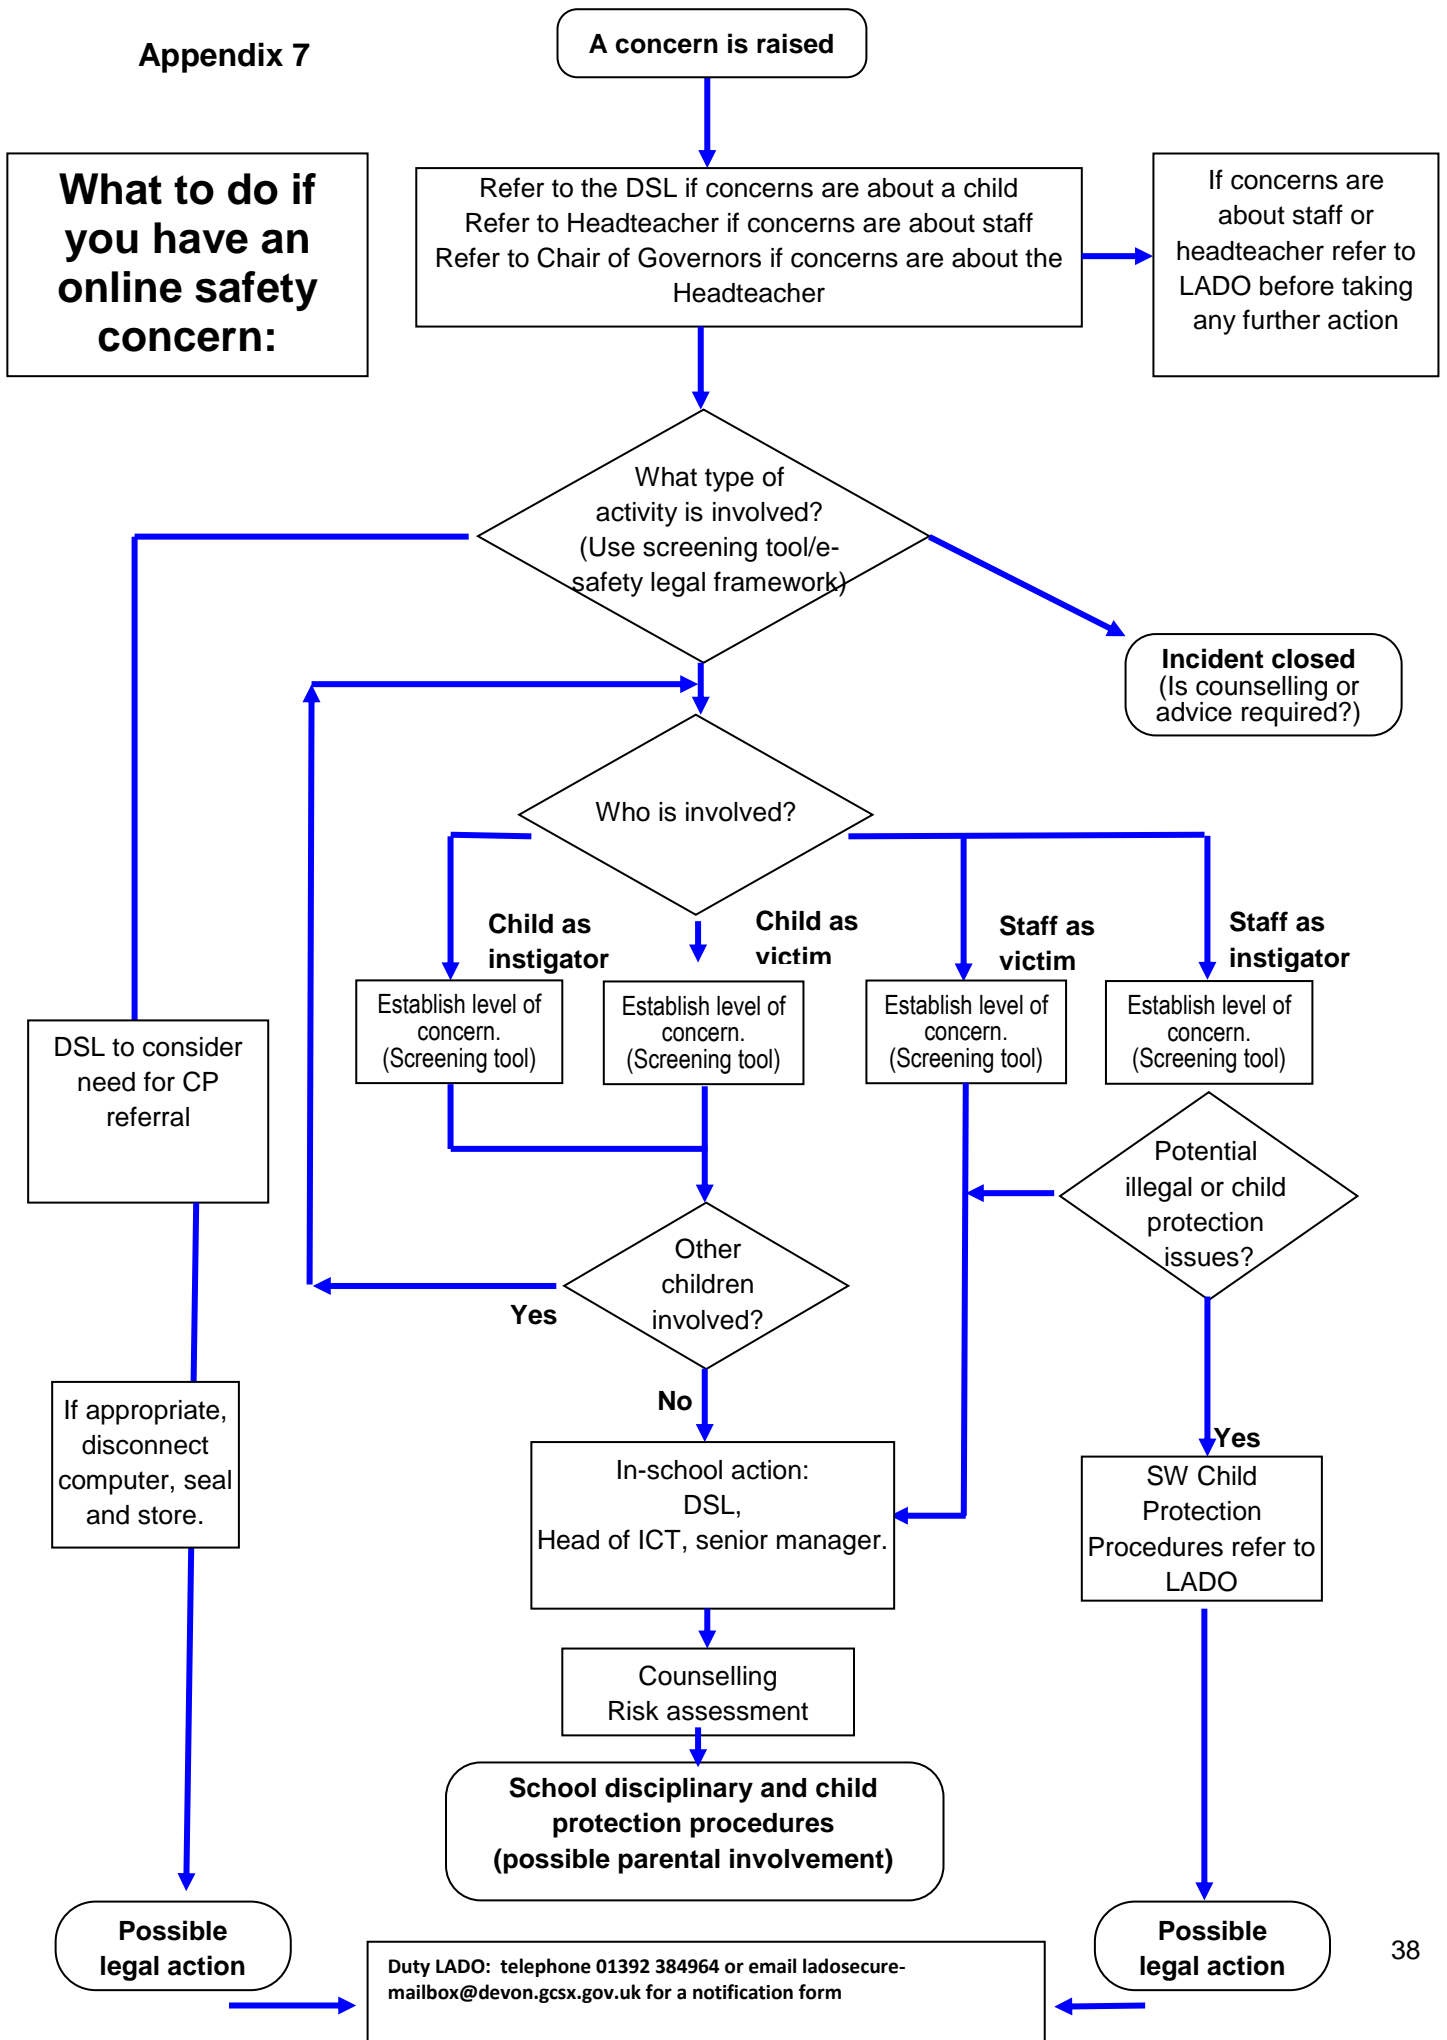 Appendix 7
A concern is raised
What to do if
you have an
online safety
concern:
Refer to the DSL if concerns are about a child
Refer to Headteacher if concerns are about staff
Refer to Chair of Governors if concerns are about the
Headteacher
If concerns are
about staff or
headteacher refer to
LADO before taking
any further action
What type of
activity is involved?
(Use screening tool/e-
safety legal framework)
Incident closed
(Is counselling or
advice required?)
Who is involved?
Child as
instigator
Child as
victim
Staff as
victim
Staff as
instigator
Establish level of
concern.
(Screening tool)
Establish level of
concern.
(Screening tool)
Establish level of
concern.
(Screening tool)
Establish level of
concern.
(Screening tool)
DSL to consider
need for CP
referral
Potential
illegal or child
protection
issues?
Other
children
involved?
Yes
No
Yes
If appropriate,
disconnect
computer, seal
and store.
In-school action:
DSL,
Head of ICT, senior manager.
SW Child
Protection
Procedures refer to
LADO
Counselling
Risk assessment
School disciplinary and child
protection procedures
(possible parental involvement)
Possible
legal action
Possible
legal action
Duty LADO:  telephone 01392 384964 or email ladosecure-
mailbox@devon.gcsx.gov.uk for a notification form
38